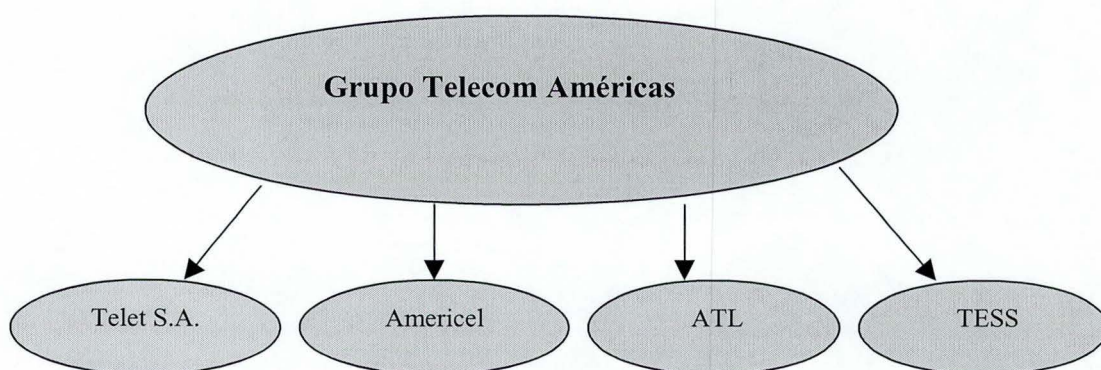 Grupo Telecom Américas
Telet S.A.
Americel
ATL
TESS